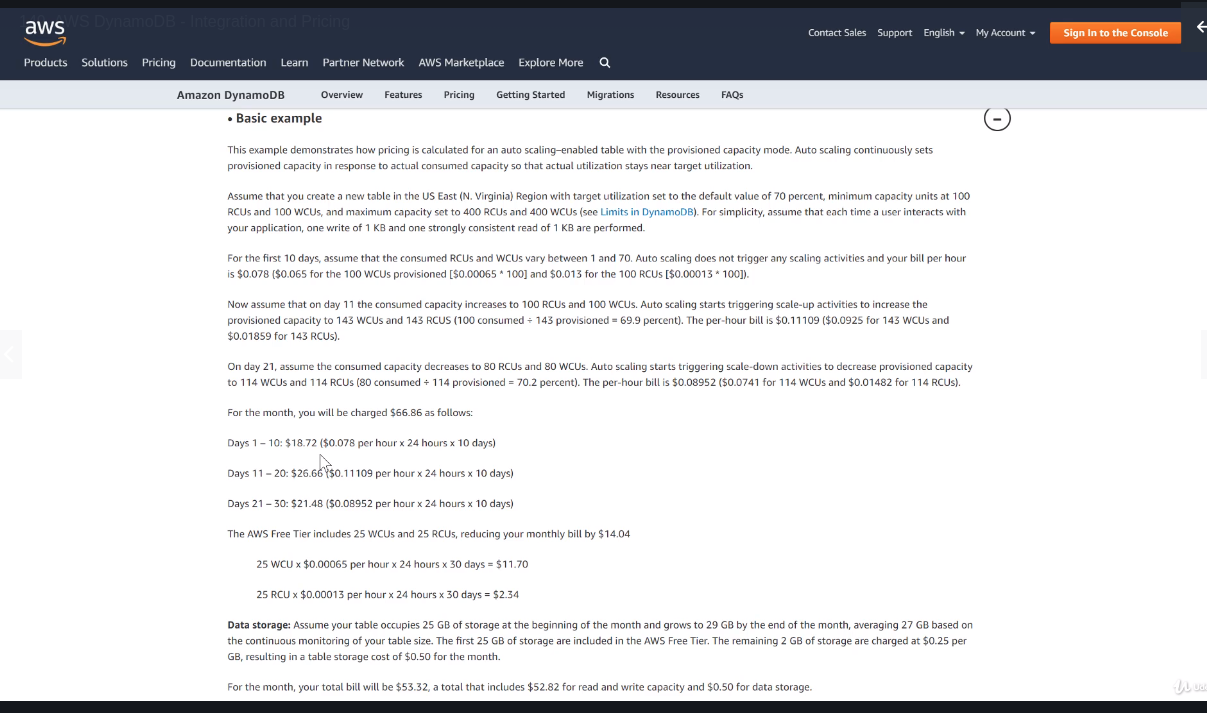 aws
WS DynamoDB - Integration and Pricing
Contact Sales Support English My Account Sign In to the Console
Products Solutions Pricing Documentation Learn Partner Network AWS Marketplace Explore More
Amazon DynamoDB Overview Features Pricing Getting Started Migrations Resources FAQs
• Basic example
This example demonstrates how pricing is calculated for an auto scaling–enabled table with the provisioned capacity mode. Auto scaling continuously sets
provisioned capacity in response to actual consumed capacity so that actual utilization stays near target utilization.
Assume that you create a new table in the US East (N. Virginia) Region with target utilization set to the default value of 70 percent, minimum capacity units at 100
RCUs and 100 WCUs, and maximum capacity set to 400 RCUs and 400 WCUs (see Limits in DynamoDB). For simplicity, assume that each time a user interacts with
your application, one write of 1 KB and one strongly consistent read of 1 KB are performed.
For the first 10 days, assume that the consumed RCUs and WCUs vary between 1 and 70. Auto scaling does not trigger any scaling activities and your bill per hour
is $0.078 ($0.065 for the 100 WCUs provisioned [$0.00065 * 100] and $0.013 for the 100 RCUs [$0.00013 * 100]).
Now assume that on day 11 the consumed capacity increases to 100 RCUs and 100 WCUs. Auto scaling starts triggering scale-up activities to increase the
provisioned capacity to 143 WCUs and 143 RCUS (100 consumed ÷ 143 provisioned = 69.9 percent). The per-hour bill is $0.11109 ($0.0925 for 143 WCUs and
$0.01859 for 143 RCUs).
On day 21, assume the consumed capacity decreases to 80 RCUs and 80 WCUs. Auto scaling starts triggering scale-down activities to decrease provisioned capacity
to 114 WCUs and 114 RCUs (80 consumed ÷ 114 provisioned = 70.2 percent). The per-hour bill is $0.08952 ($0.0741 for 114 WCUs and $0.01482 for 114 RCUs).
For the month, you will be charged $66.86 as follows:
Days 1 – 10: $18.72 ($0.078 per hour x 24 hours x 10 days)
Days 11 – 20: $26.66 ($0.11109 per hour x 24 hours x 10 days)
Days 21 – 30: $21.48 ($0.08952 per hour x 24 hours x 10 days)
The AWS Free Tier includes 25 WCUs and 25 RCUs, reducing your monthly bill by $14.04
25 WCU x $0.00065 per hour x 24 hours x 30 days = $11.70
25 RCU x $0.00013 per hour x 24 hours x 30 days = $2.34
Data storage: Assume your table occupies 25 GB of storage at the beginning of the month and grows to 29 GB by the end of the month, averaging 27 GB based on
the continuous monitoring of your table size. The first 25 GB of storage are included in the AWS Free Tier. The remaining 2 GB of storage are charged at $0.25 per
GB, resulting in a table storage cost of $0.50 for the month.
For the month, your total bill will be $53.32, a total that includes $52.82 for read and write capacity and $0.50 for data storage.